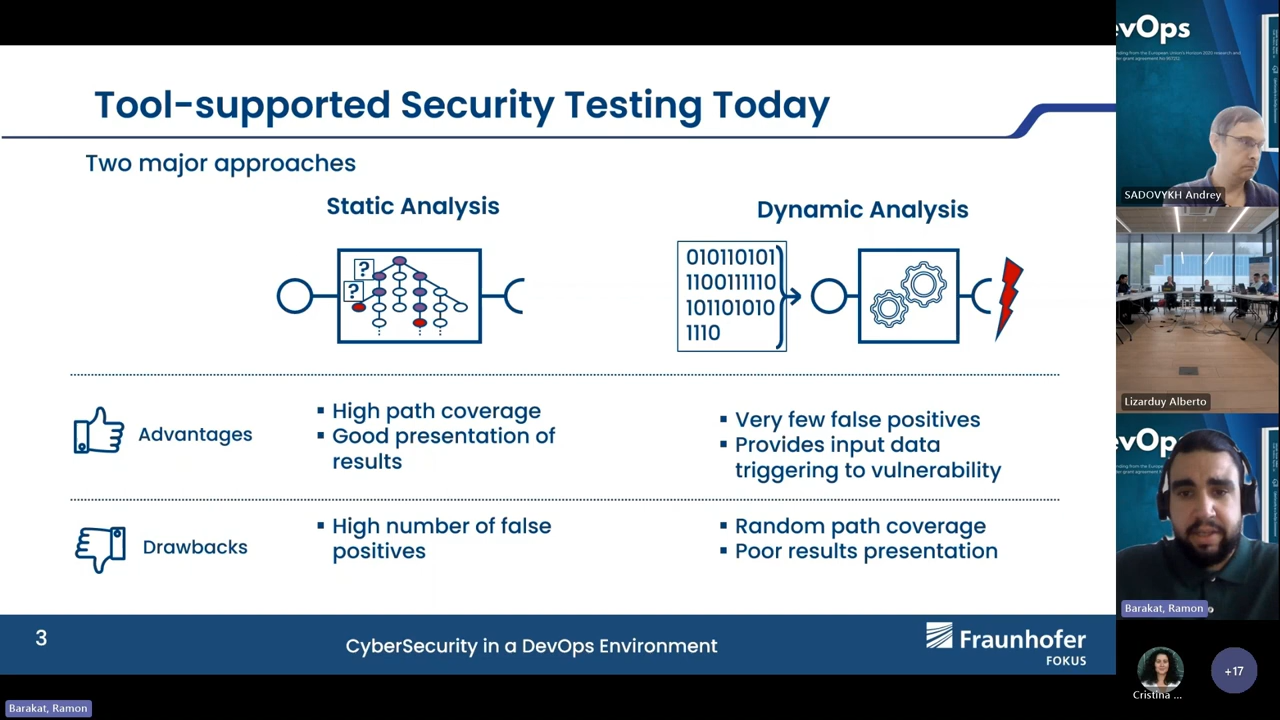 Tool-supported Security Testing Today
Two major approaches
Static Analysis
Dynamic Analysis
?
?
010110101
1100111110
101101010
1110
Advantages
▪ High path coverage
▪ Good presentation of
results
▪ Very few false positives
▪ Provides input data
triggering to vulnerability
Drawbacks
▪ High number of false
positives
▪ Random path coverage
▪ Poor results presentation
3
CyberSecurity in a DevOps Environment
Fraunhofer
FOKUS
Barakat, Ramon
evOps
SADOVYKH Andrey
Lizarduy Alberto
evOp
Barakat, Ramon
Cristina ...
+17